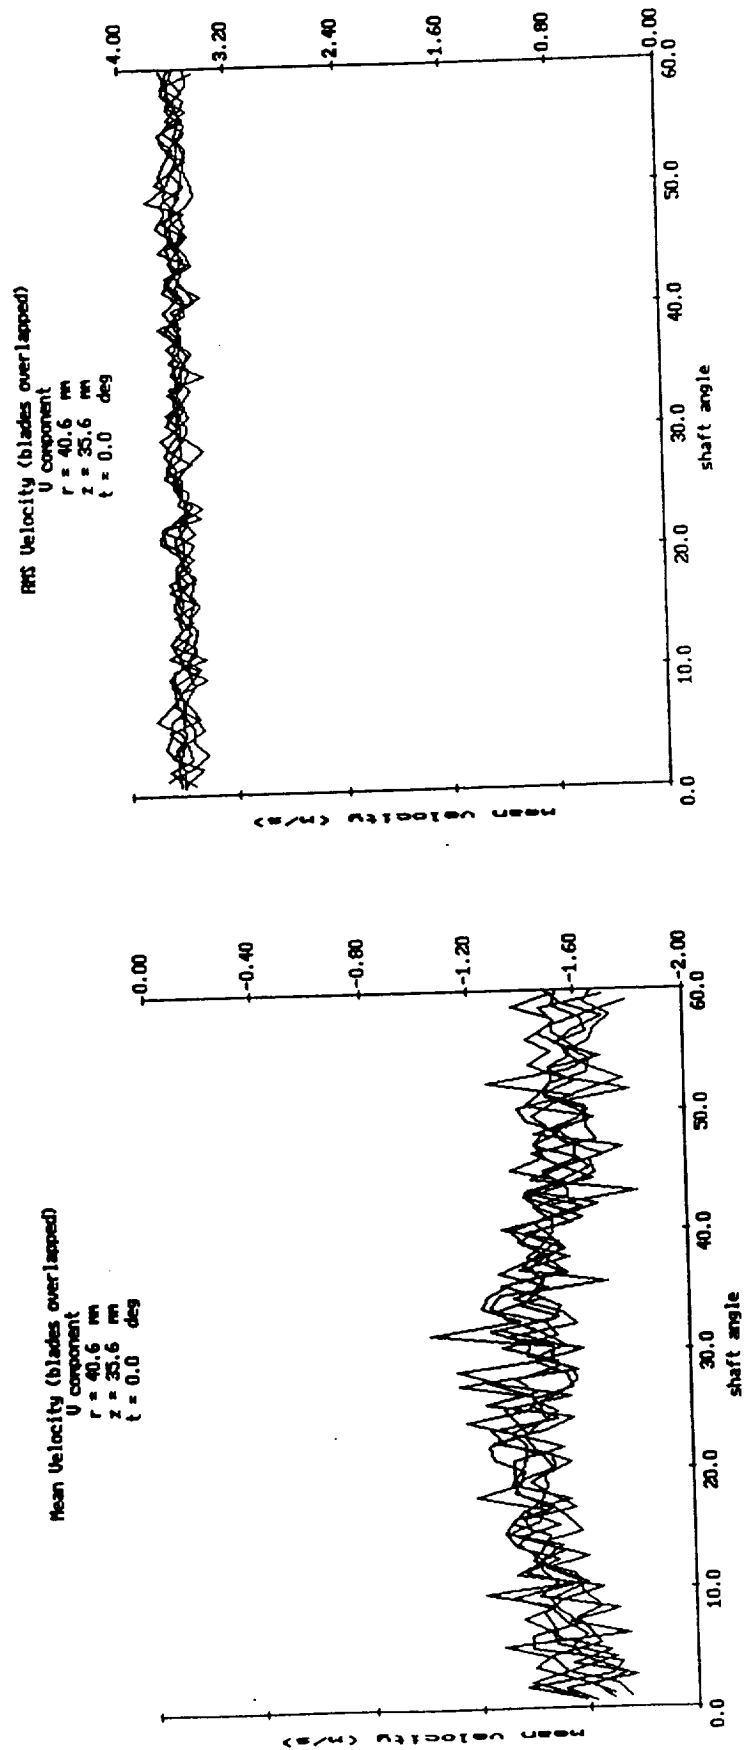 RMS Velocity (blades overlapped)
U component
r = 40.6 mm
z = 35.6 mm
t = 0.0 deg
4.00
3.20
2.40
1.60
0.80
0.00
mean velocity (m/s)
0.0
10.0
20.0
30.0
40.0
50.0
60.0
shaft angle
Mean Velocity (blades overlapped)
U component
r = 40.6 mm
z = 35.6 mm
t = 0.0 deg
0.00
-0.40
-0.80
-1.20
-1.60
-2.00
mean velocity (m/s)
0.0
10.0
20.0
30.0
40.0
50.0
60.0
shaft angle